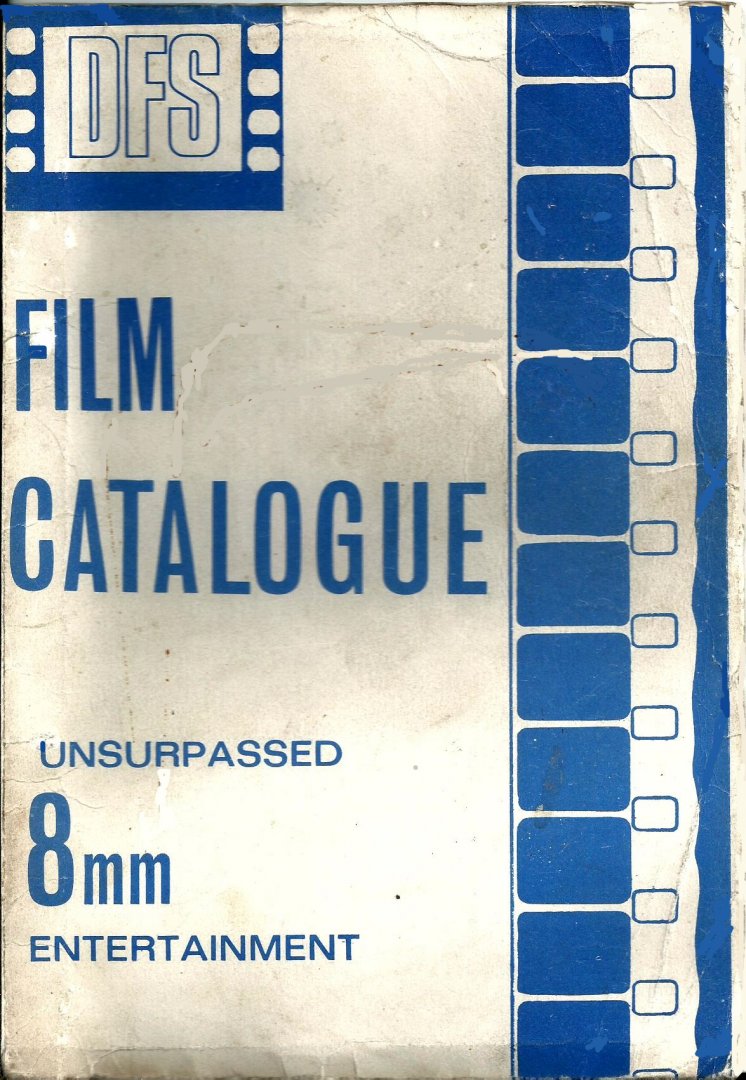 DFS
FILM
CATALOGUE
UNSURPASSED
8mm
ENTERTAINMENT